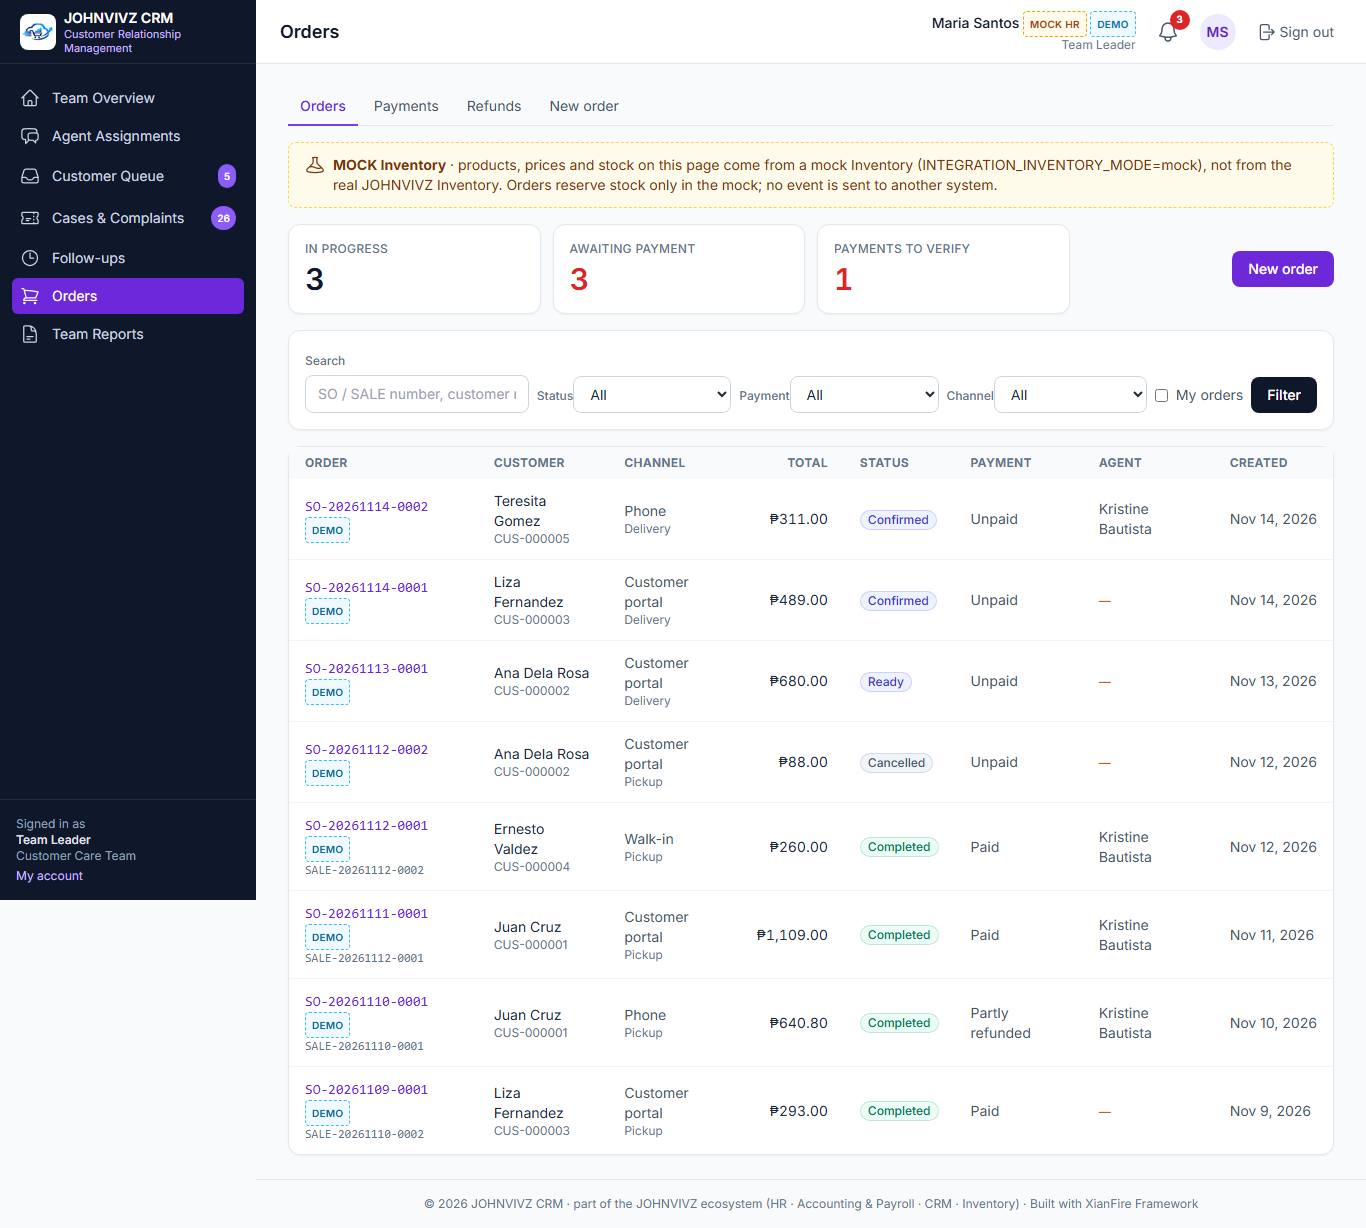 JOHNVIVZ CRM
Customer Relationship
Management
Team Overview
Agent Assignments
Customer Queue 5
Cases & Complaints 26
Follow-ups
Orders
Team Reports
Signed in as
Team Leader
Customer Care Team
My account
Orders
Maria Santos MOCK HR DEMO
Team Leader
3
MS
Sign out
Orders Payments Refunds New order
MOCK Inventory · products, prices and stock on this page come from a mock Inventory (INTEGRATION_INVENTORY_MODE=mock), not from the
real JOHNVIVZ Inventory. Orders reserve stock only in the mock; no event is sent to another system.
IN PROGRESS
3
AWAITING PAYMENT
3
PAYMENTS TO VERIFY
1
New order
Search
SO / SALE number, customer Status All Payment All Channel All My orders Filter
ORDER CUSTOMER CHANNEL TOTAL STATUS PAYMENT AGENT CREATED
SO-20261114-0002
DEMO
Teresita
Gomez
CUS-000005
Phone
Delivery
₱311.00
Confirmed
Unpaid
Kristine
Bautista
Nov 14, 2026
SO-20261114-0001
DEMO
Liza
Fernandez
CUS-000003
Customer
portal
Delivery
₱489.00
Confirmed
Unpaid
—
Nov 14, 2026
SO-20261113-0001
DEMO
Ana Dela Rosa
CUS-000002
Customer
portal
Delivery
₱680.00
Ready
Unpaid
—
Nov 13, 2026
SO-20261112-0002
DEMO
Ana Dela Rosa
CUS-000002
Customer
portal
Pickup
₱88.00
Cancelled
Unpaid
—
Nov 12, 2026
SO-20261112-0001
DEMO
SALE-20261112-0002
Ernesto
Valdez
CUS-000004
Walk-in
Pickup
₱260.00
Completed
Paid
Kristine
Bautista
Nov 12, 2026
SO-20261111-0001
DEMO
SALE-20261112-0001
Juan Cruz
CUS-000001
Customer
portal
Pickup
₱1,109.00
Completed
Paid
Kristine
Bautista
Nov 11, 2026
SO-20261110-0001
DEMO
SALE-20261110-0001
Juan Cruz
CUS-000001
Phone
Pickup
₱640.80
Completed
Partly
refunded
Kristine
Bautista
Nov 10, 2026
SO-20261109-0001
DEMO
SALE-20261110-0002
Liza
Fernandez
CUS-000003
Customer
portal
Pickup
₱293.00
Completed
Paid
—
Nov 9, 2026
© 2026 JOHNVIVZ CRM · part of the JOHNVIVZ ecosystem (HR · Accounting & Payroll · CRM · Inventory) · Built with XianFire Framework